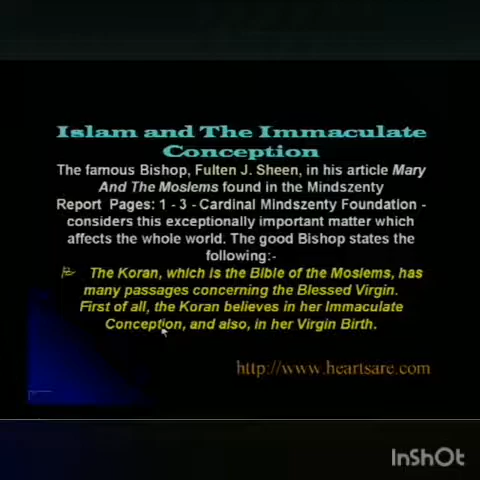 Islam and The Immaculate
Conception
The famous Bishop, Fulten J. Sheen, in his article Mary
And The Moslems found in the Mindszenty
Report Pages: 1 - 3 - Cardinal Mindszenty Foundation -
considers this exceptionally important matter which
affects the whole world. The good Bishop states the
following:-
The Koran, which is the Bible of the Moslems, has
many passages concerning the Blessed Virgin.
First of all, the Koran believes in her Immaculate
Conception, and also, in her Virgin Birth.
http://www.heartsare.com
InShOt